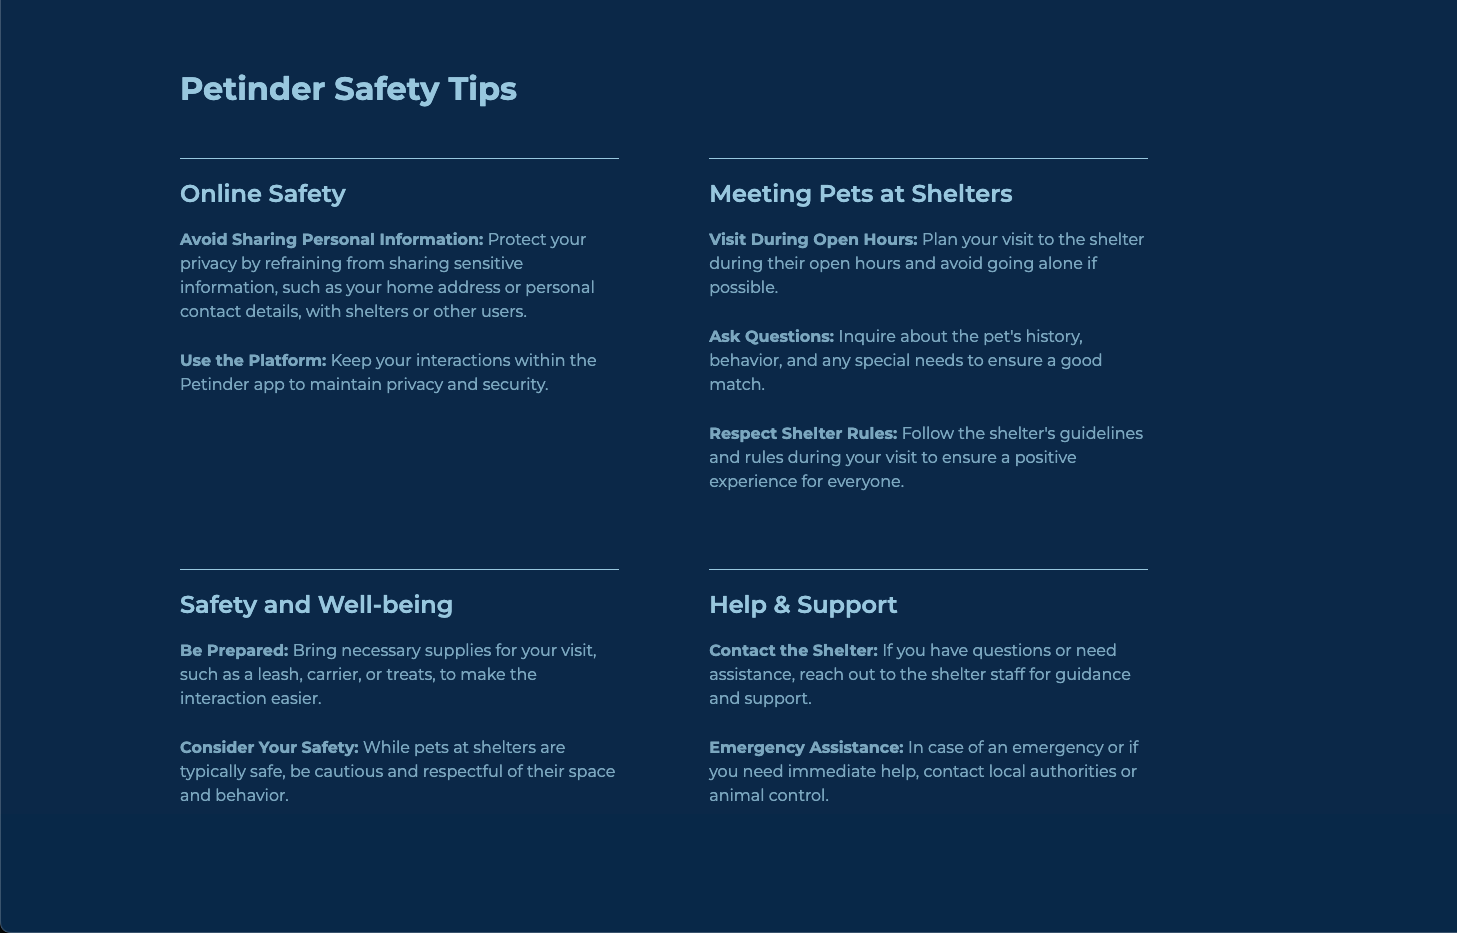 Petinder Safety Tips
Online Safety
Avoid Sharing Personal Information: Protect your
privacy by refraining from sharing sensitive
information, such as your home address or personal
contact details, with shelters or other users.
Use the Platform: Keep your interactions within the
Petinder app to maintain privacy and security.
Meeting Pets at Shelters
Visit During Open Hours: Plan your visit to the shelter
during their open hours and avoid going alone if
possible.
Ask Questions: Inquire about the pet's history,
behavior, and any special needs to ensure a good
match.
Respect Shelter Rules: Follow the shelter's guidelines
and rules during your visit to ensure a positive
experience for everyone.
Safety and Well-being
Be Prepared: Bring necessary supplies for your visit,
such as a leash, carrier, or treats, to make the
interaction easier.
Consider Your Safety: While pets at shelters are
typically safe, be cautious and respectful of their space
and behavior.
Help & Support
Contact the Shelter: If you have questions or need
assistance, reach out to the shelter staff for guidance
and support.
Emergency Assistance: In case of an emergency or if
you need immediate help, contact local authorities or
animal control.